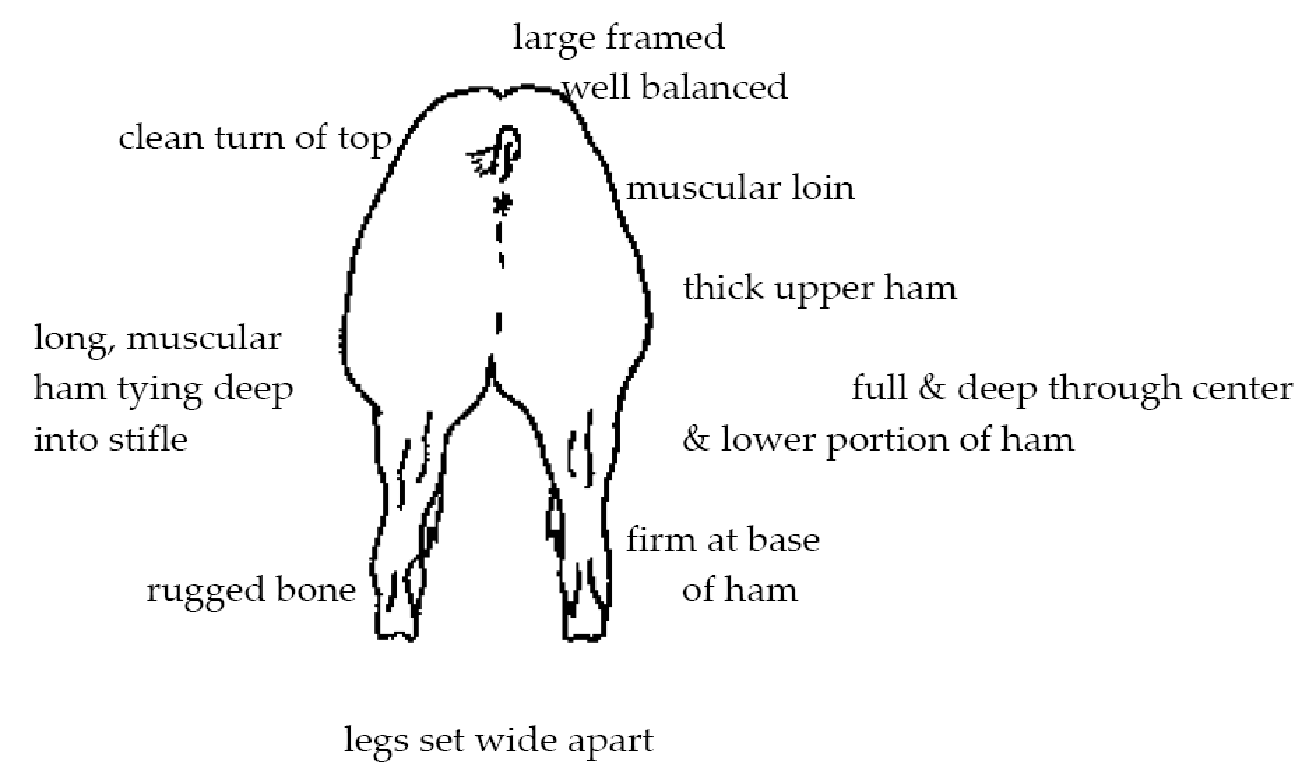 large framed
well balanced
clean turn of top
muscular loin
thick upper ham
long, muscular
ham tying deep
into stifle
full & deep through center
& lower portion of ham
firm at base
of ham
rugged bone
legs set wide apart